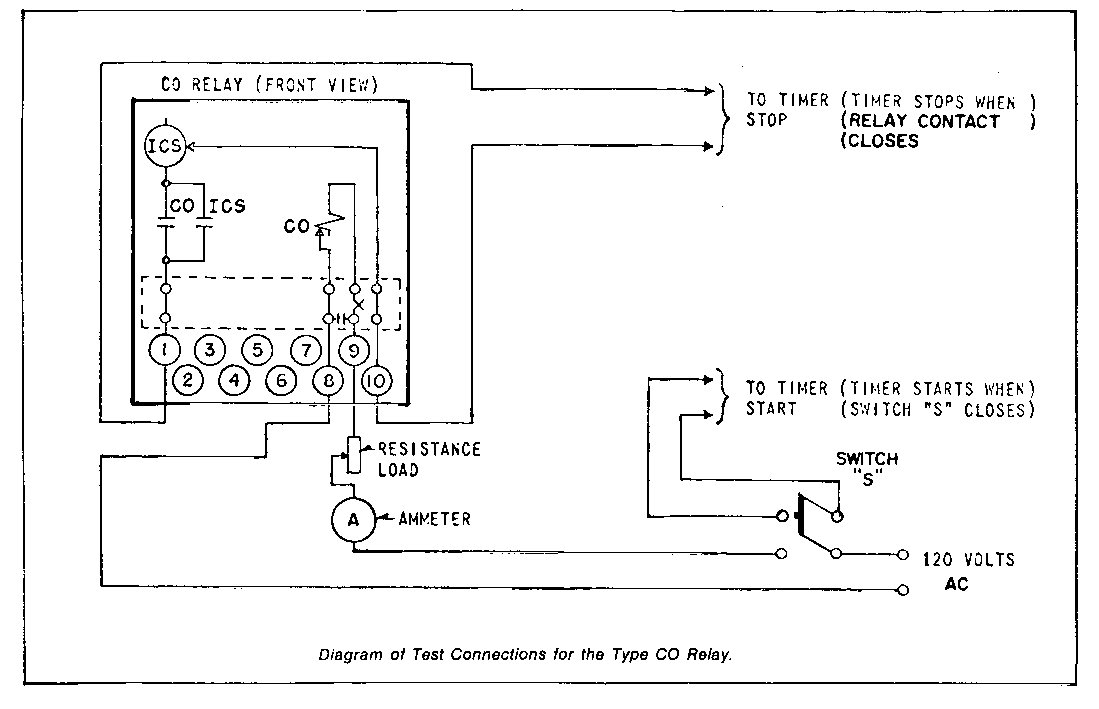 CO RELAY (FRONT VIEW)
TO TIMER (TIMER STOPS WHEN )
STOP (RELAY CONTACT )
(CLOSES
ICS
CO ICS
CO
1 3 5 7 9
2 4 6 8 10
TO TIMER (TIMER STARTS WHEN)
START (SWITCH "S" CLOSES)
RESISTANCE
LOAD
SWITCH
"S"
A AMMETER
120 VOLTS
AC
Diagram of Test Connections for the Type CO Relay.